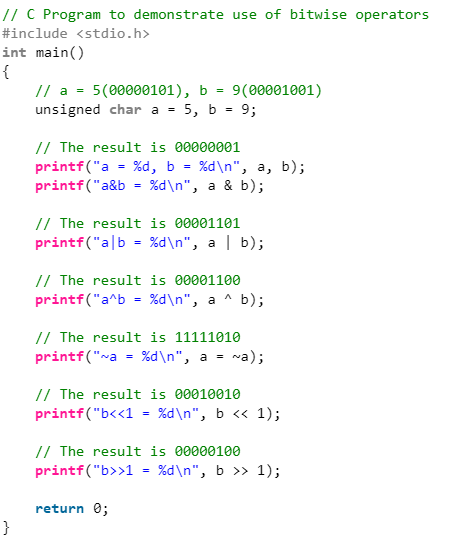 // C Program to demonstrate use of bitwise operators
#include <stdio.h>
int main()
{
    // a = 5(00000101), b = 9(00001001)
    unsigned char a = 5, b = 9;

    // The result is 00000001
    printf("a = %d, b = %d\n", a, b);
    printf("a&b = %d\n", a & b);

    // The result is 00001101
    printf("a|b = %d\n", a | b);

    // The result is 00001100
    printf("a^b = %d\n", a ^ b);

    // The result is 11111010
    printf("~a = %d\n", a = ~a);

    // The result is 00010010
    printf("b<<1 = %d\n", b << 1);

    // The result is 00000100
    printf("b>>1 = %d\n", b >> 1);

    return 0;
}